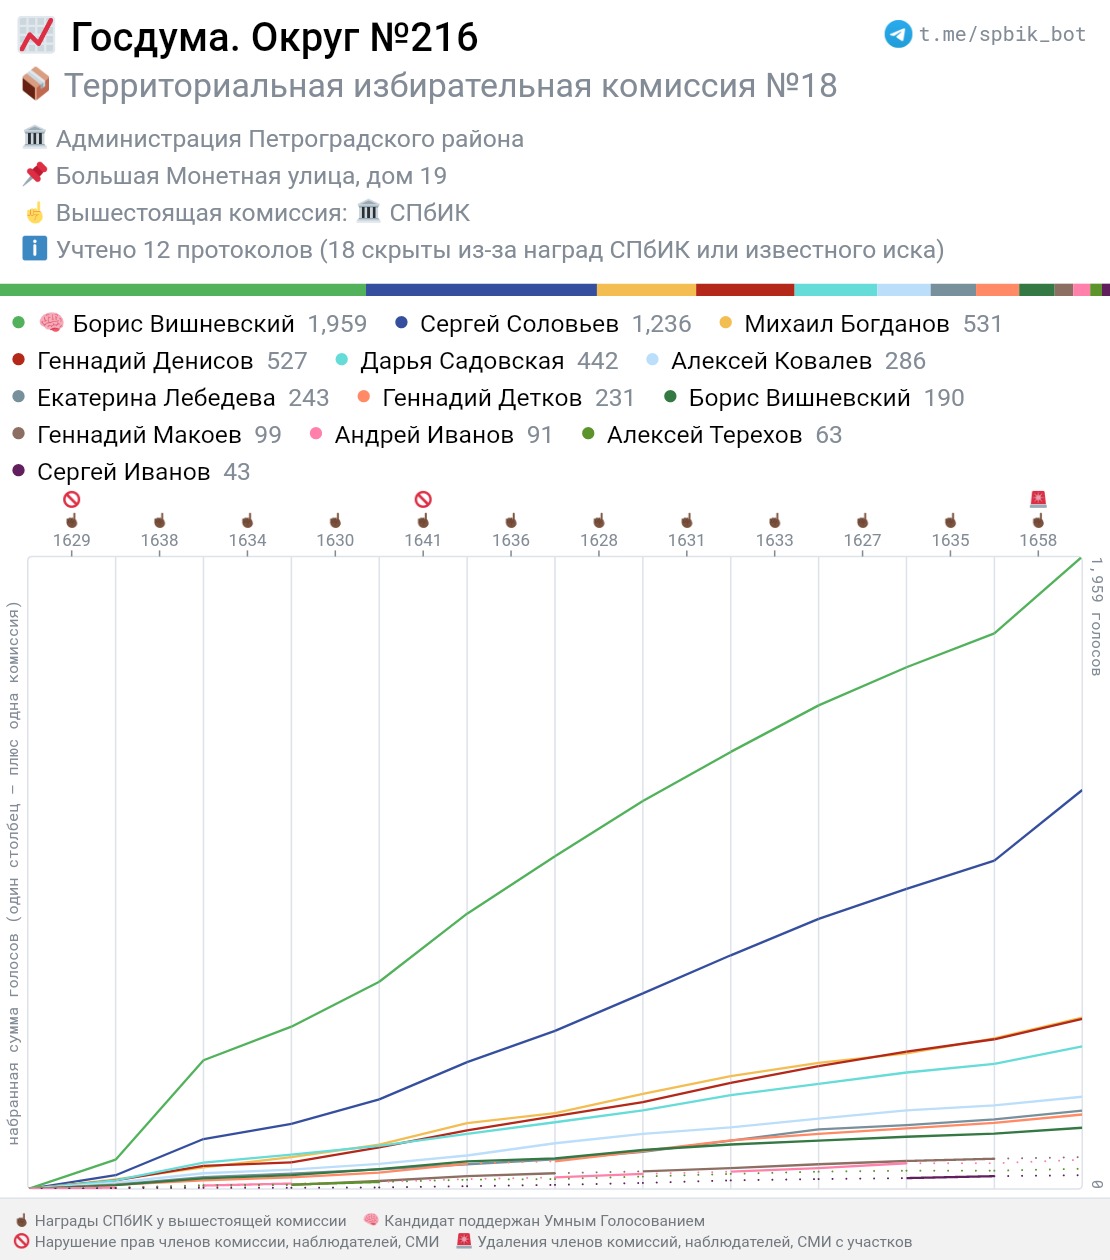 Госдума. Округ №216
t.me/spbik_bot
Территориальная избирательная комиссия №18
Администрация Петроградского района
Большая Монетная улица, дом 19
Вышестоящая комиссия: СПбИК
Учтено 12 протоколов (18 скрыты из-за наград СПбИК или известного иска)
Борис Вишневский 1,959 Сергей Соловьев 1,236 Михаил Богданов 531
Геннадий Денисов 527 Дарья Садовская 442 Алексей Ковалев 286
Екатерина Лебедева 243 Геннадий Детков 231 Борис Вишневский 190
Геннадий Макоев 99 Андрей Иванов 91 Алексей Терехов 63
Сергей Иванов 43
1629 1638 1634 1630 1641 1636 1628 1631 1633 1627 1635 1658
набранная сумма голосов (один столбец — плюс одна комиссия)
1,959 голосов
0
Награды СПбИК у вышестоящей комиссии Кандидат поддержан Умным Голосованием
Нарушение прав членов комиссии, наблюдателей, СМИ Удаления членов комиссий, наблюдателей, СМИ с участков